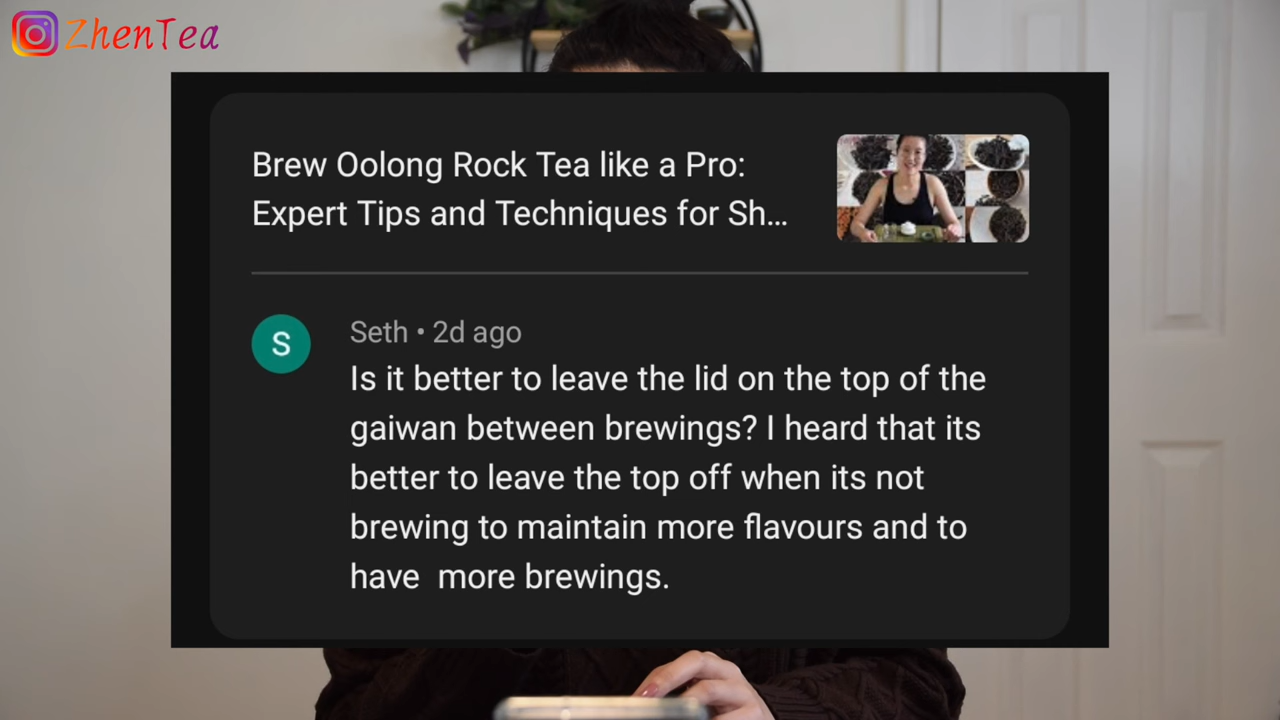 ZhenTea
Brew Oolong Rock Tea like a Pro:
Expert Tips and Techniques for Sh...
S
Seth • 2d ago
Is it better to leave the lid on the top of the
gaiwan between brewings? I heard that its
better to leave the top off when its not
brewing to maintain more flavours and to
have  more brewings.